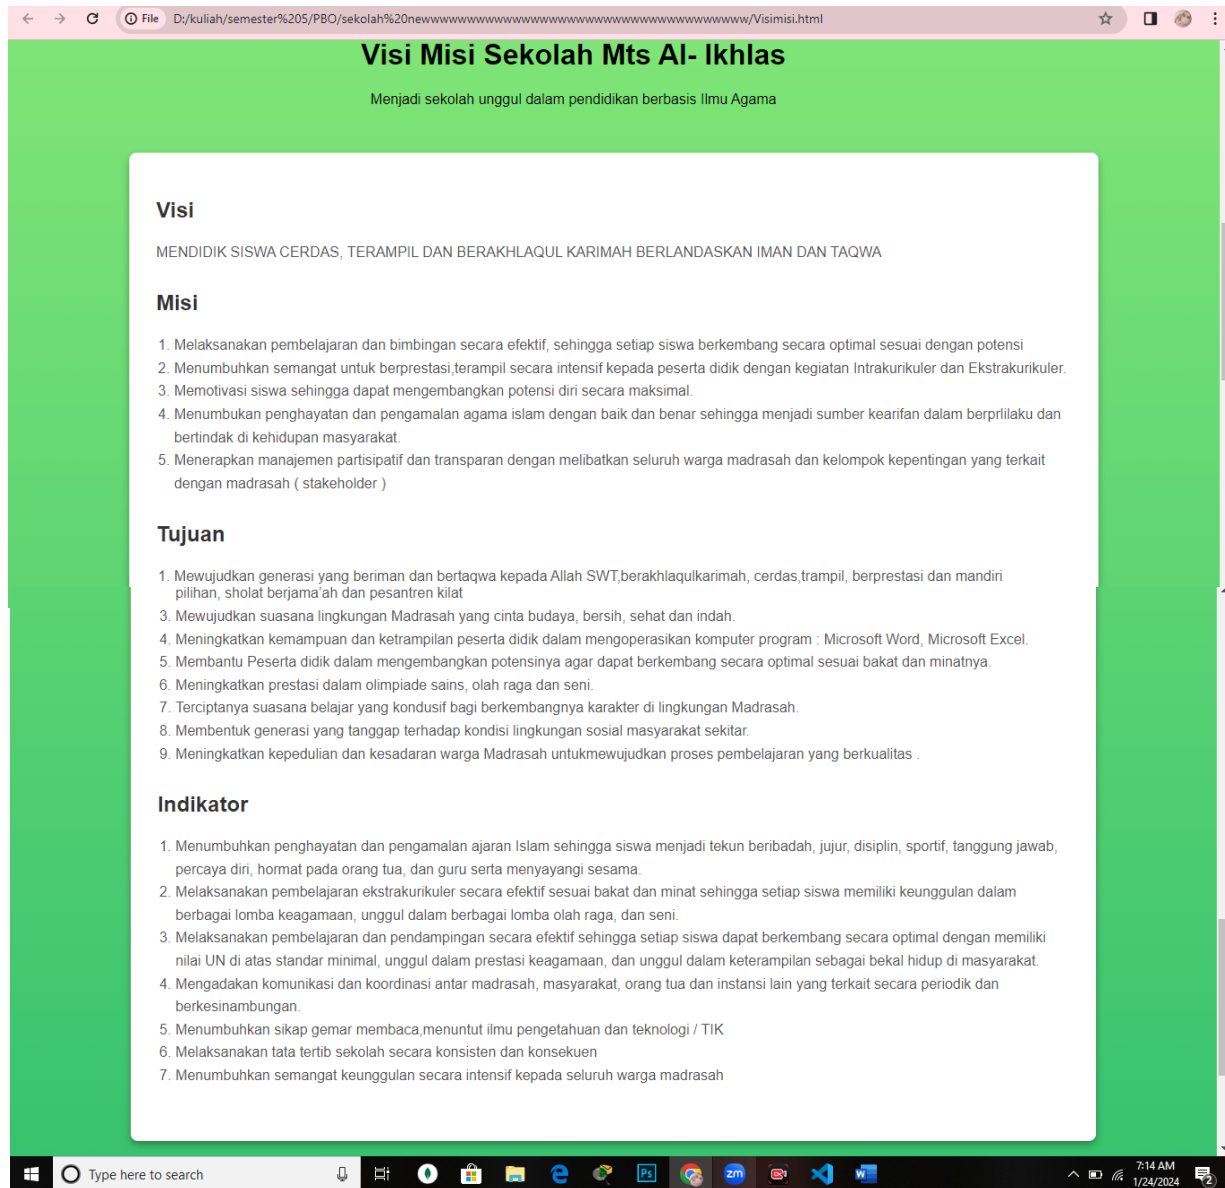 File D:/kuliah/semester%205/PBO/sekolah%20newwwwwwwwwwwwwwwwwwwwwwwwwwwwwwwwwww/Visimisi.html
Visi Misi Sekolah Mts Al- Ikhlas
Menjadi sekolah unggul dalam pendidikan berbasis Ilmu Agama
Visi
MENDIDIK SISWA CERDAS, TERAMPIL DAN BERAKHLAQUL KARIMAH BERLANDASKAN IMAN DAN TAQWA
Misi
1. Melaksanakan pembelajaran dan bimbingan secara efektif, sehingga setiap siswa berkembang secara optimal sesuai dengan potensi
2. Menumbuhkan semangat untuk berprestasi,terampil secara intensif kepada peserta didik dengan kegiatan Intrakurikuler dan Ekstrakurikuler.
3. Memotivasi siswa sehingga dapat mengembangkan potensi diri secara maksimal.
4. Menumbukan penghayatan dan pengamalan agama islam dengan baik dan benar sehingga menjadi sumber kearifan dalam berprlilaku dan
bertindak di kehidupan masyarakat.
5. Menerapkan manajemen partisipatif dan transparan dengan melibatkan seluruh warga madrasah dan kelompok kepentingan yang terkait
dengan madrasah ( stakeholder )
Tujuan
1. Mewujudkan generasi yang beriman dan bertaqwa kepada Allah SWT,berakhlaqulkarimah, cerdas,trampil, berprestasi dan mandiri
pilihan, sholat berjama'ah dan pesantren kilat
3. Mewujudkan suasana lingkungan Madrasah yang cinta budaya, bersih, sehat dan indah.
4. Meningkatkan kemampuan dan ketrampilan peserta didik dalam mengoperasikan komputer program : Microsoft Word, Microsoft Excel.
5. Membantu Peserta didik dalam mengembangkan potensinya agar dapat berkembang secara optimal sesuai bakat dan minatnya.
6. Meningkatkan prestasi dalam olimpiade sains, olah raga dan seni.
7. Terciptanya suasana belajar yang kondusif bagi berkembangnya karakter di lingkungan Madrasah.
8. Membentuk generasi yang tanggap terhadap kondisi lingkungan sosial masyarakat sekitar.
9. Meningkatkan kepedulian dan kesadaran warga Madrasah untukmewujudkan proses pembelajaran yang berkualitas .
Indikator
1. Menumbuhkan penghayatan dan pengamalan ajaran Islam sehingga siswa menjadi tekun beribadah, jujur, disiplin, sportif, tanggung jawab,
percaya diri, hormat pada orang tua, dan guru serta menyayangi sesama.
2. Melaksanakan pembelajaran ekstrakurikuler secara efektif sesuai bakat dan minat sehingga setiap siswa memiliki keunggulan dalam
berbagai lomba keagamaan, unggul dalam berbagai lomba olah raga, dan seni.
3. Melaksanakan pembelajaran dan pendampingan secara efektif sehingga setiap siswa dapat berkembang secara optimal dengan memiliki
nilai UN di atas standar minimal, unggul dalam prestasi keagamaan, dan unggul dalam keterampilan sebagai bekal hidup di masyarakat.
4. Mengadakan komunikasi dan koordinasi antar madrasah, masyarakat, orang tua dan instansi lain yang terkait secara periodik dan
berkesinambungan.
5. Menumbuhkan sikap gemar membaca,menuntut ilmu pengetahuan dan teknologi / TIK
6. Melaksanakan tata tertib sekolah secara konsisten dan konsekuen
7. Menumbuhkan semangat keunggulan secara intensif kepada seluruh warga madrasah
Type here to search
Ps
zm
7:14 AM
1/24/2024
2